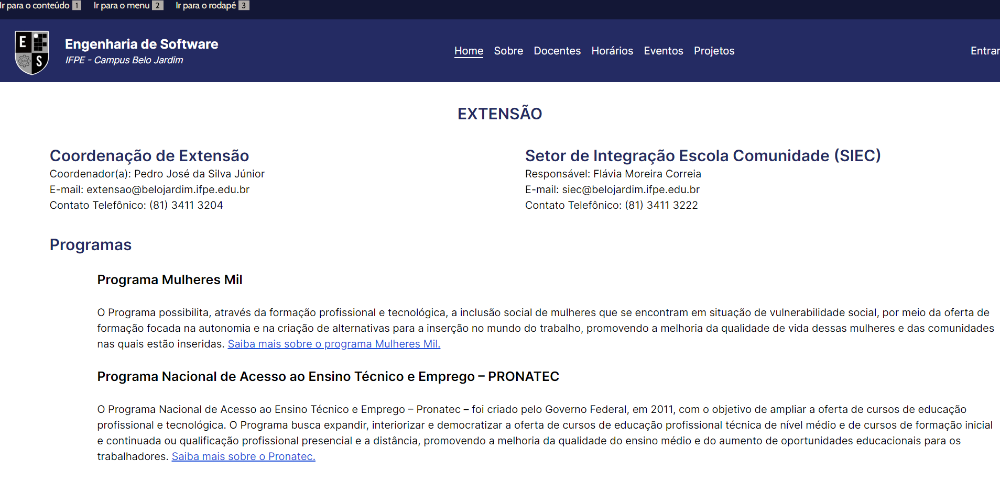 Ir para o conteúdo 1 Ir para o menu 2 Ir para o rodapé 3
E S
Engenharia de Software
IFPE - Campus Belo Jardim
Home Sobre Docentes Horários Eventos Projetos
Entrar
EXTENSÃO
Coordenação de Extensão
Coordenador(a): Pedro José da Silva Júnior
E-mail: extensao@belojardim.ifpe.edu.br
Contato Telefônico: (81) 3411 3204
Setor de Integração Escola Comunidade (SIEC)
Responsável: Flávia Moreira Correia
E-mail: siec@belojardim.ifpe.edu.br
Contato Telefônico: (81) 3411 3222
Programas
Programa Mulheres Mil
O Programa possibilita, através da formação profissional e tecnológica, a inclusão social de mulheres que se encontram em situação de vulnerabilidade social, por meio da oferta de
formação focada na autonomia e na criação de alternativas para a inserção no mundo do trabalho, promovendo a melhoria da qualidade de vida dessas mulheres e das comunidades
nas quais estão inseridas. Saiba mais sobre o programa Mulheres Mil.
Programa Nacional de Acesso ao Ensino Técnico e Emprego – PRONATEC
O Programa Nacional de Acesso ao Ensino Técnico e Emprego – Pronatec – foi criado pelo Governo Federal, em 2011, com o objetivo de ampliar a oferta de cursos de educação
profissional e tecnológica. O Programa busca expandir, interiorizar e democratizar a oferta de cursos de educação profissional técnica de nível médio e de cursos de formação inicial
e continuada ou qualificação profissional presencial e a distância, promovendo a melhoria da qualidade do ensino médio e do aumento de oportunidades educacionais para os
trabalhadores. Saiba mais sobre o Pronatec.